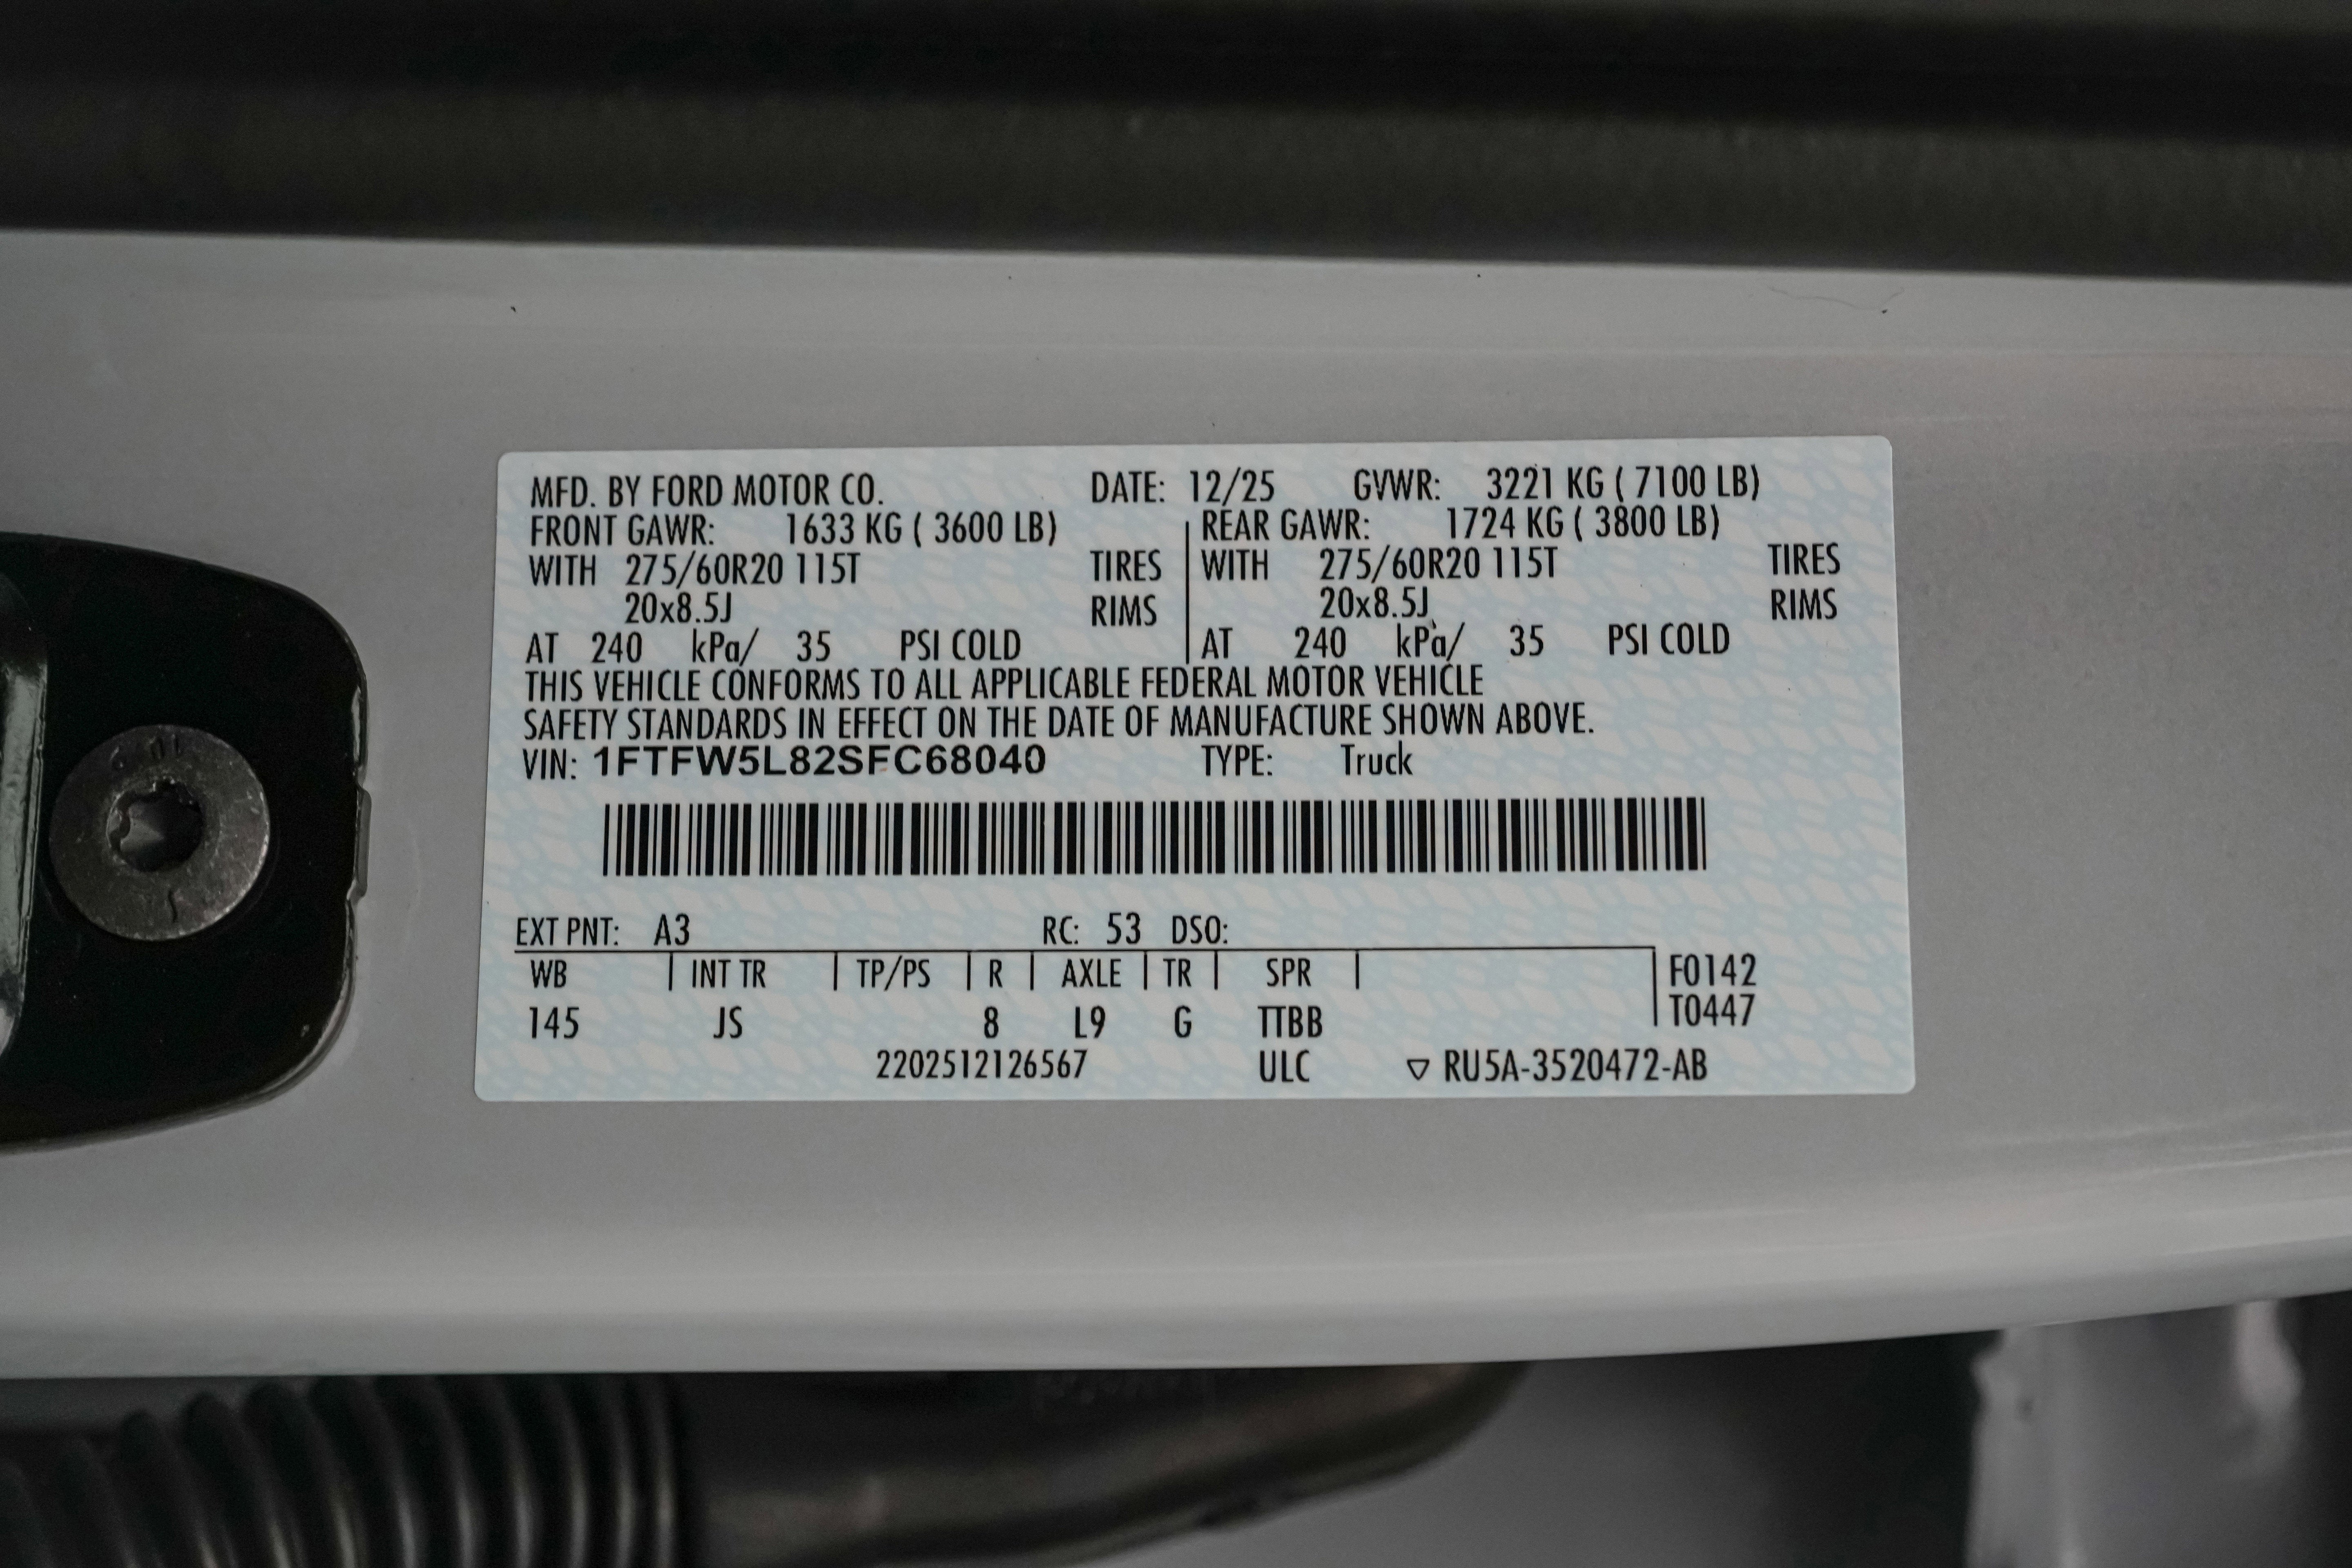 MFD. BY FORD MOTOR CO. DATE: 12/25 GVWR: 3221 KG ( 7100 LB)
FRONT GAWR: 1633 KG ( 3600 LB) REAR GAWR: 1724 KG ( 3800 LB)
WITH 275/60R20 115T TIRES WITH 275/60R20 115T TIRES
20x8.5J RIMS 20x8.5J RIMS
AT 240 kPa/ 35 PSI COLD AT 240 kPa/ 35 PSI COLD
THIS VEHICLE CONFORMS TO ALL APPLICABLE FEDERAL MOTOR VEHICLE
SAFETY STANDARDS IN EFFECT ON THE DATE OF MANUFACTURE SHOWN ABOVE.
VIN: 1FTFW5L82SFC68040 TYPE: Truck
EXT PNT: A3 RC: 53 DSO:
WB INT TR TP/PS R AXLE TR SPR F0142
T0447
145 JS 8 L9 G TTBB
2202512126567 ULC ▽ RU5A-3520472-AB